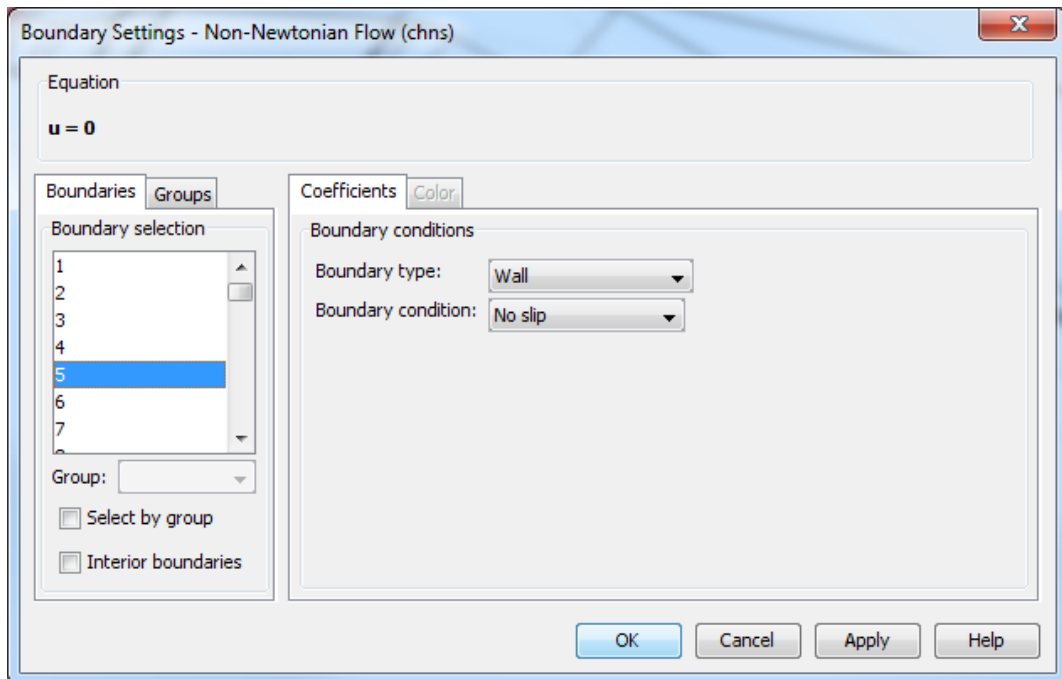 Boundary Settings - Non-Newtonian Flow (chns)
Equation
u = 0
Boundaries Groups
Boundary selection
1
2
3
4
5
6
7
Group:
Select by group
Interior boundaries
Coefficients Color
Boundary conditions
Boundary type: Wall
Boundary condition: No slip
OK Cancel Apply Help